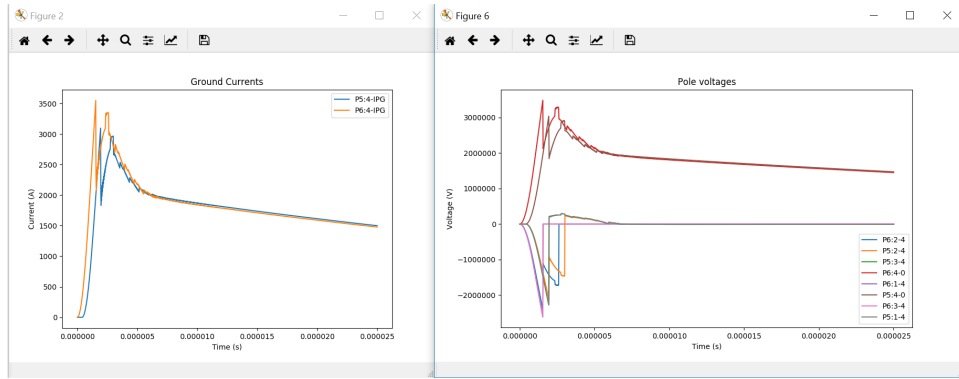 Figure 2
Ground Currents
P5:4-IPG
P6:4-IPG
3500
3000
2500
2000
1500
1000
500
0
Current (A)
0.000000 0.000005 0.000010 0.000015 0.000020 0.000025
Time (s)
Figure 6
Pole voltages
3000000
2000000
1000000
0
−1000000
−2000000
Voltage (V)
P6:2-4
P5:2-4
P5:3-4
P6:4-0
P6:1-4
P5:4-0
P6:3-4
P5:1-4
0.000000 0.000005 0.000010 0.000015 0.000020 0.000025
Time (s)